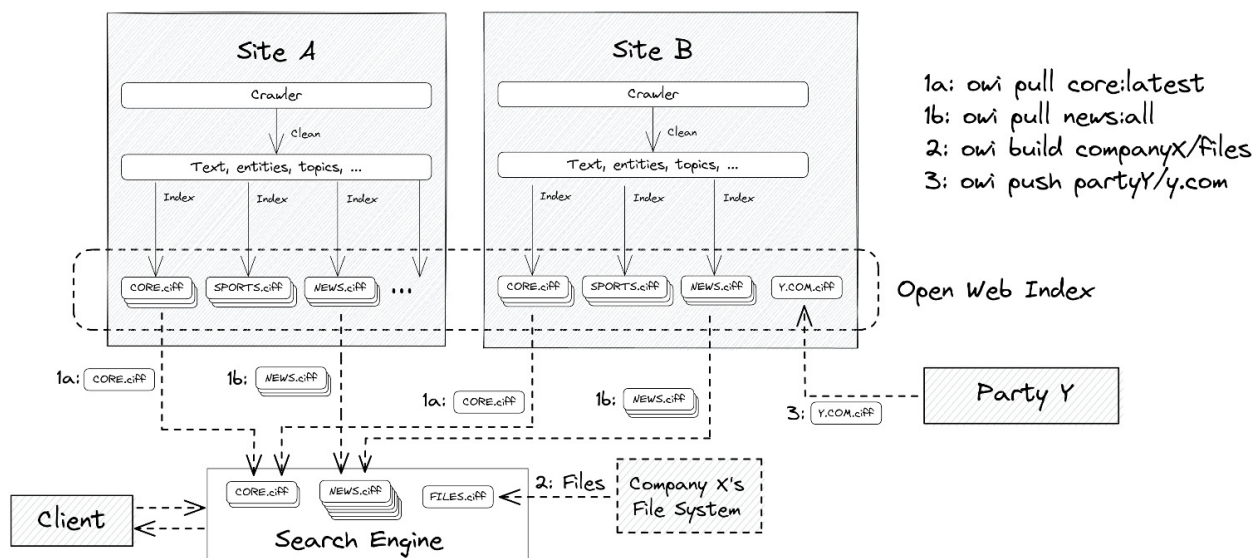 Site A
Crawler
Clean
Text, entities, topics, ...
Index
Index
Index
CORE.ciff
SPORTS.ciff
NEWS.ciff
...
Site B
Crawler
Clean
Text, entities, topics, ...
Index
Index
Index
CORE.ciff
SPORTS.ciff
NEWS.ciff
Y.COM.ciff
Open Web Index
1a: owi pull core:latest
1b: owi pull news:all
2: owi build companyX/files
3: owi push partyY/y.com
1a: CORE.ciff
1b: NEWS.ciff
1a: CORE.ciff
1b: NEWS.ciff
3: Y.COM.ciff
Party Y
CORE.ciff
NEWS.ciff
FILES.ciff
2: Files
Company X's
File System
Client
Search Engine